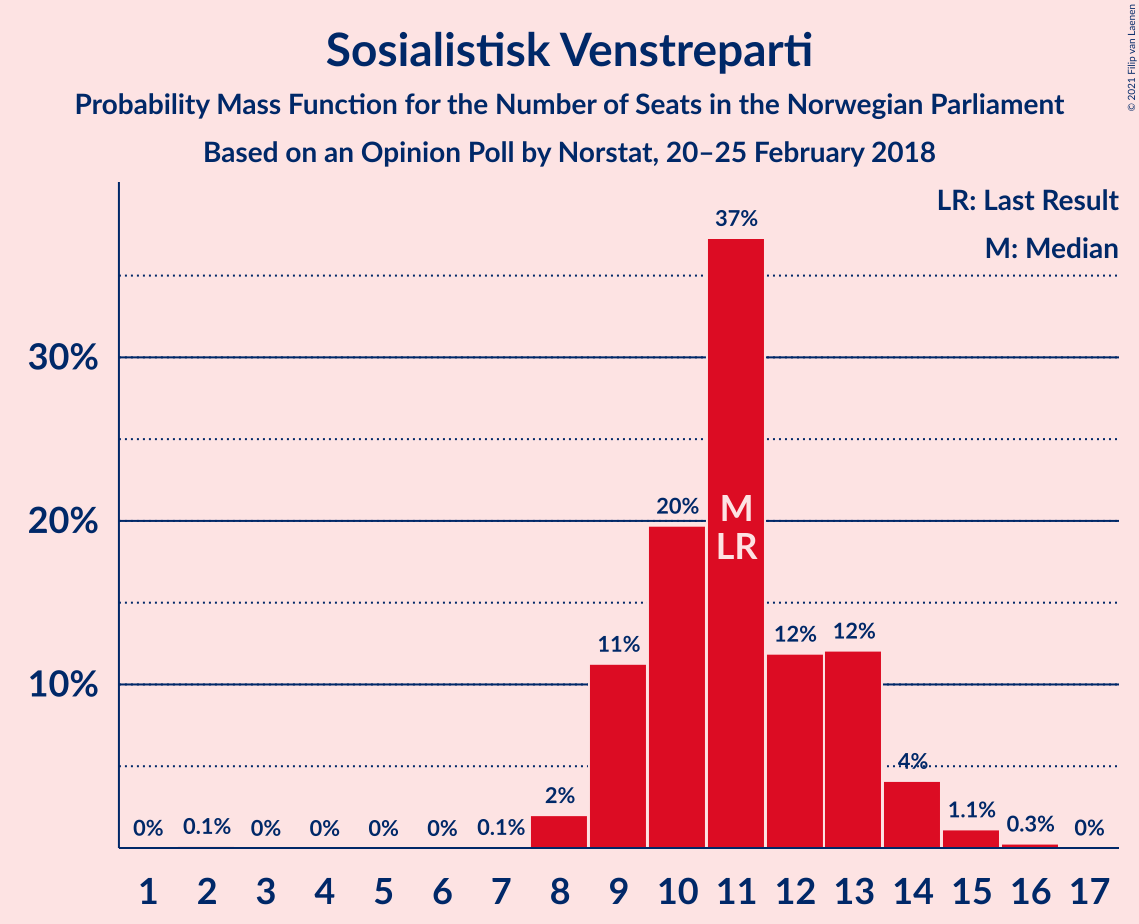 Sosialistisk Venstreparti
Probability Mass Function for the Number of Seats in the Norwegian Parliament
Based on an Opinion Poll by Norstat, 20–25 February 2018
© 2021 Filip van Laenen
LR: Last Result
M: Median
30%
20%
10%
0%
0.1%
0%
0%
0%
0%
0.1%
2%
11%
20%
37%
12%
12%
4%
1.1%
0.3%
0%
M
LR
1 2 3 4 5 6 7 8 9 10 11 12 13 14 15 16 17